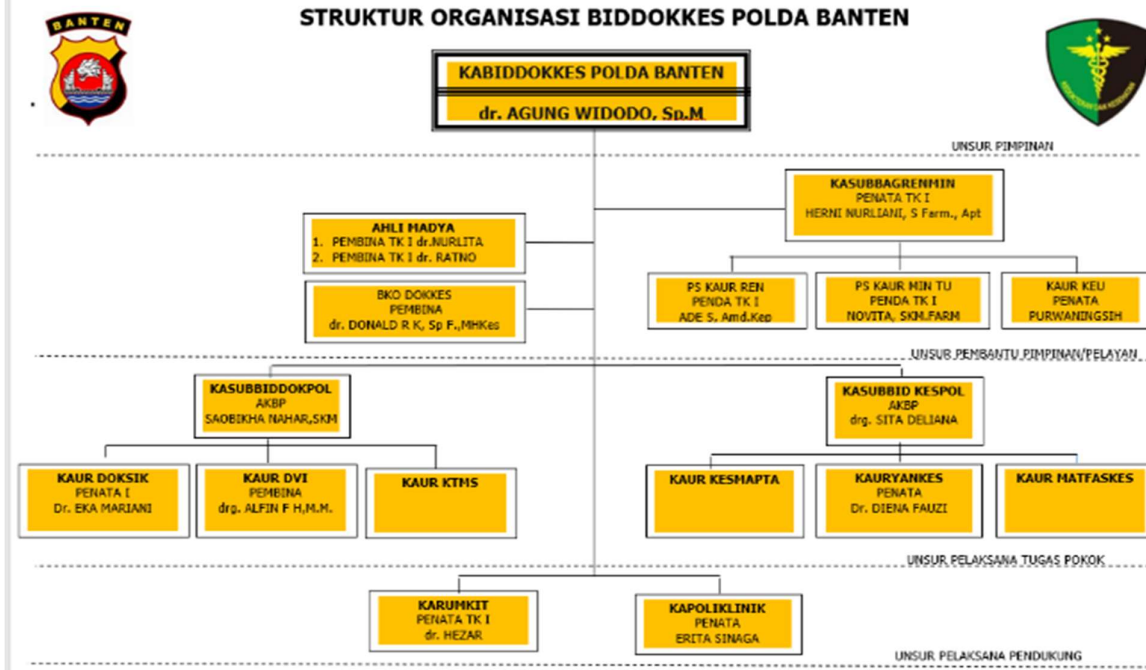 STRUKTUR ORGANISASI BIDDOKKES POLDA BANTEN
BANTEN
KABIDDOKKES POLDA BANTEN
dr. AGUNG WIDODO, Sp.M
UNSUR PIMPINAN
KASUBBAGRENMIN
PENATA TK I
HERNI NURLIANI, S Farm., Apt
AHLI MADYA
1. PEMBINA TK I dr.NURLITA
2. PEMBINA TK I dr. RATNO
BKO DOKKES
PEMBINA
dr. DONALD R K, Sp F.,MHKes
PS KAUR REN
PENDA TK I
ADE S, Amd.Kep
PS KAUR MIN TU
PENDA TK I
NOVITA, SKM.FARM
KAUR KEU
PENATA
PURWANINGSIH
UNSUR PEMBANTU PIMPINAN/PELAYAN
KASUBBIDDOKPOL
AKBP
SAOBIKHA NAHAR,SKM
KASUBBID KESPOL
AKBP
drg. SITA DELIANA
KAUR DOKSIK
PENATA I
Dr. EKA MARIANI
KAUR DVI
PEMBINA
drg. ALFIN F H,M.M.
KAUR KTMS
KAUR KESMAPTA
KAURYANKES
PENATA
Dr. DIENA FAUZI
KAUR MATFASKES
UNSUR PELAKSANA TUGAS POKOK
KARUMKIT
PENATA TK I
dr. HEZAR
KAPOLIKLINIK
PENATA
ERITA SINAGA
UNSUR PELAKSANA PENDUKUNG